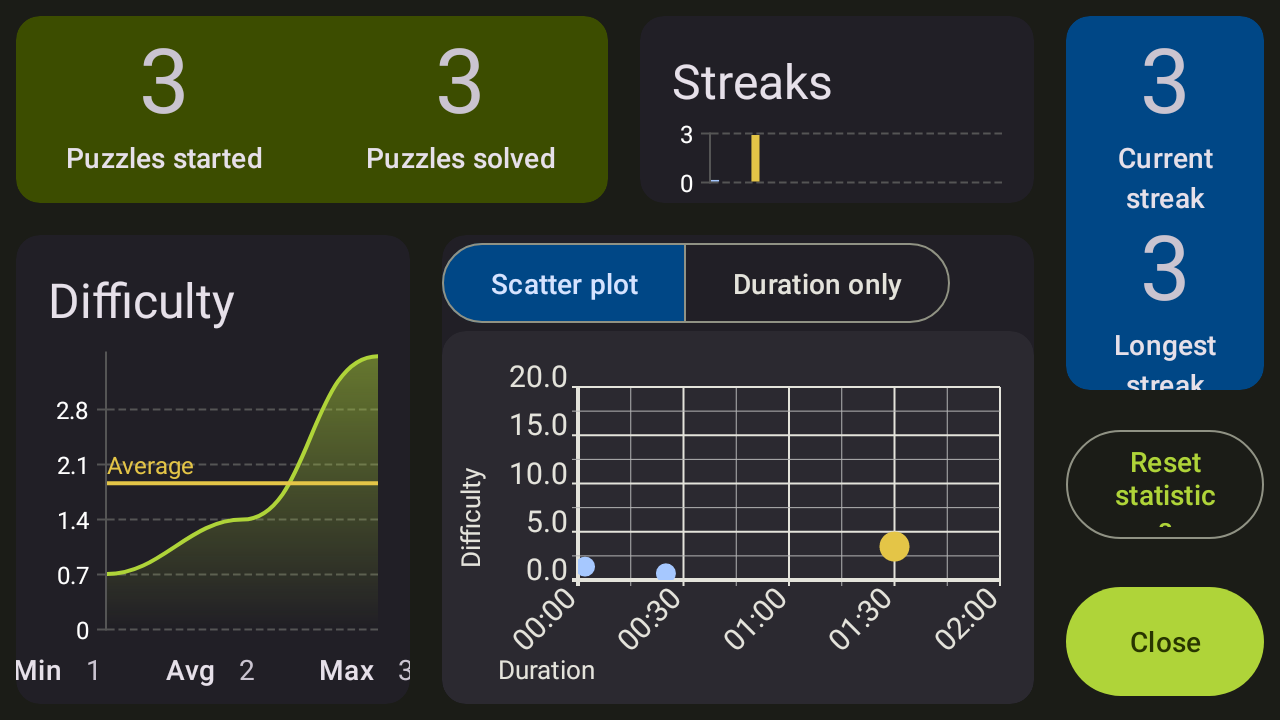 3
3
Puzzles started
Puzzles solved
Streaks
3
0
3
Current
streak
3
Longest
streak
Difficulty
2.8
2.1
1.4
0.7
0
Average
Min 1
Avg 2
Max 3
Scatter plot
Duration only
Difficulty
20.0
15.0
10.0
5.0
0.0
00:00
00:30
01:00
01:30
02:00
Duration
Reset
statistic
s
Close